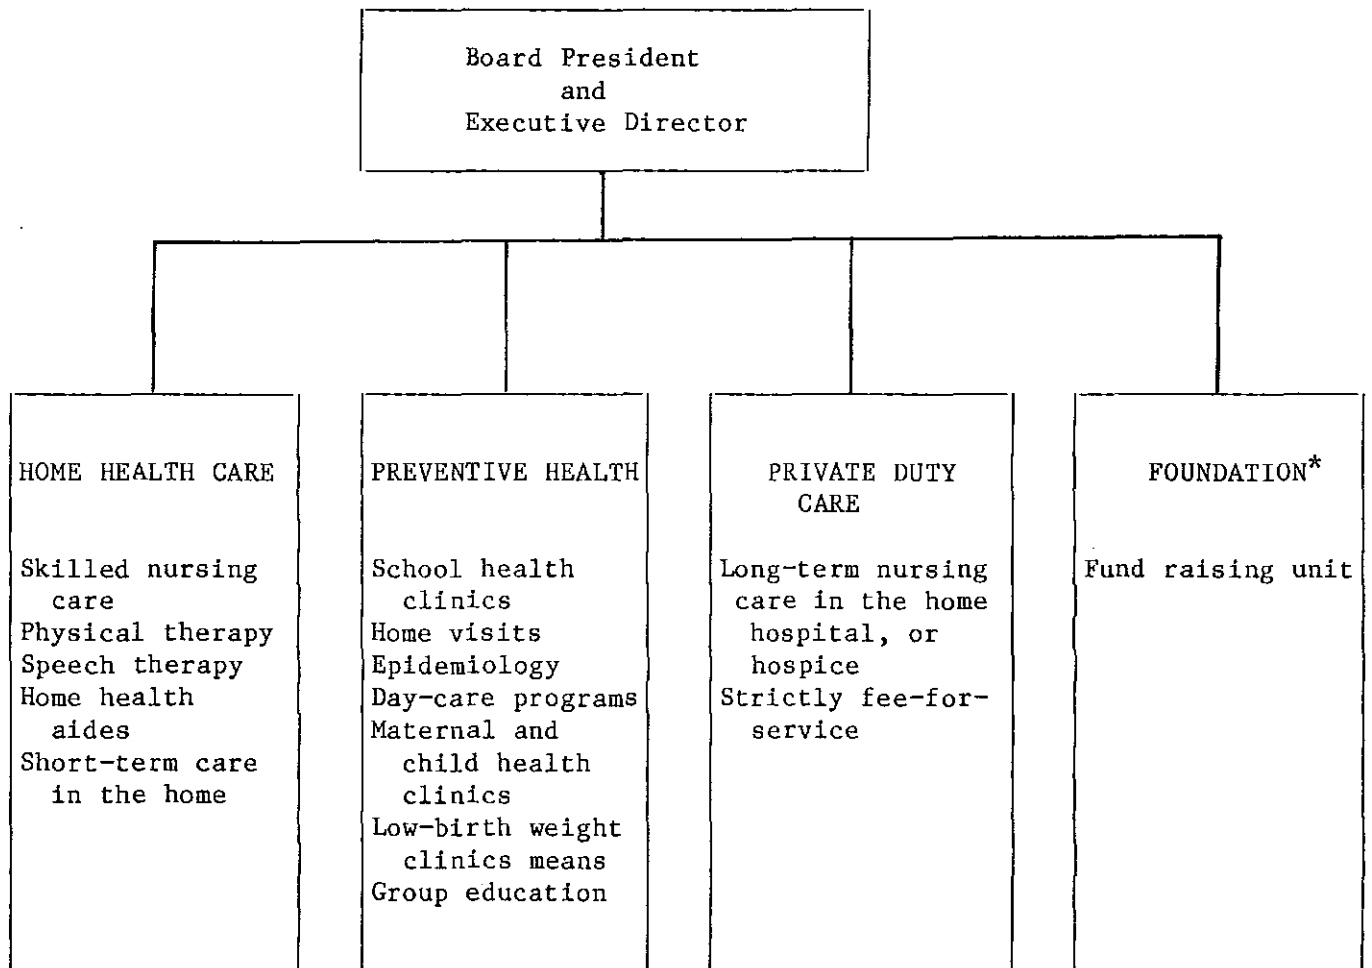 Board President
and
Executive Director
HOME HEALTH CARE
Skilled nursing
care
Physical therapy
Speech therapy
Home health
aides
Short-term care
in the home
PREVENTIVE HEALTH
School health
clinics
Home visits
Epidemiology
Day-care programs
Maternal and
child health
clinics
Low-birth weight
clinics means
Group education
PRIVATE DUTY
CARE
Long-term nursing
care in the home
hospital, or
hospice
Strictly fee-for-
service
FOUNDATION*
Fund raising unit